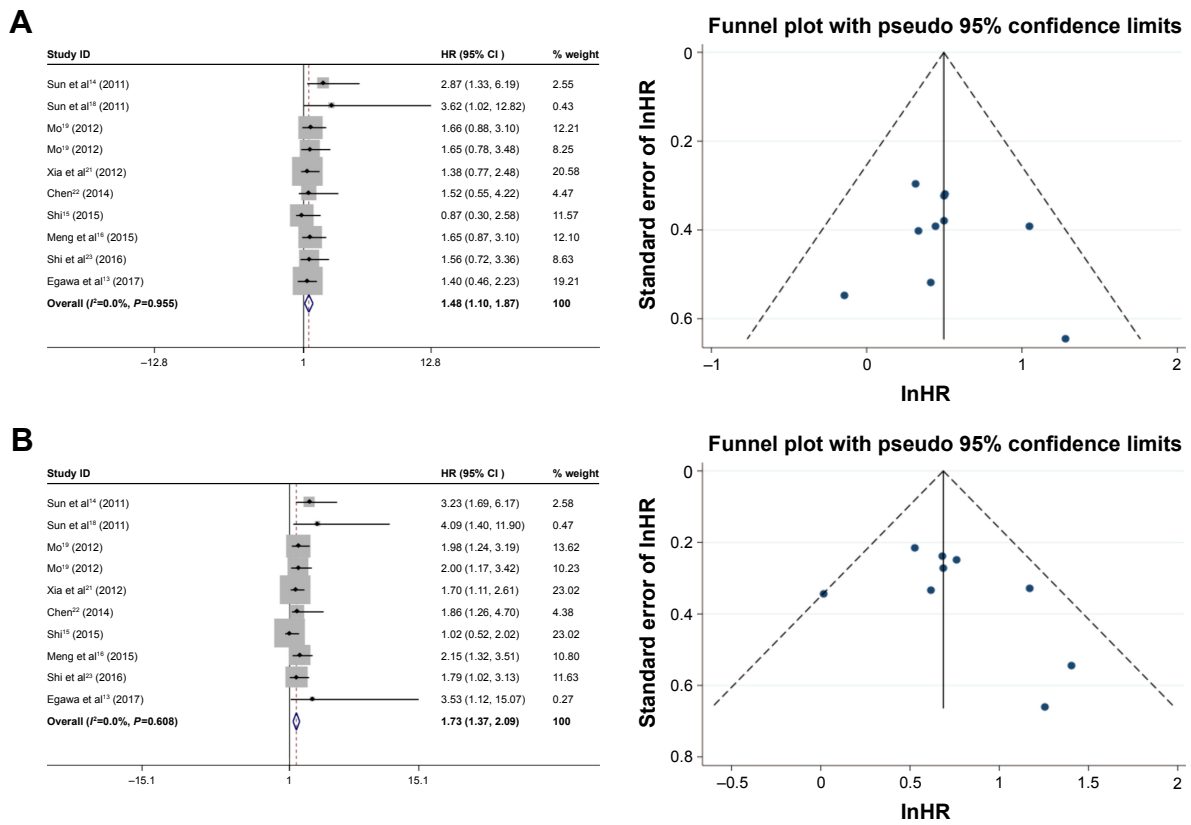 A
Study ID HR (95% CI) % weight
Sun et al¹⁴ (2011) 2.87 (1.33, 6.19) 2.55
Sun et al¹⁸ (2011) 3.62 (1.02, 12.82) 0.43
Mo¹⁹ (2012) 1.66 (0.88, 3.10) 12.21
Mo¹⁹ (2012) 1.65 (0.78, 3.48) 8.25
Xia et al²¹ (2012) 1.38 (0.77, 2.48) 20.58
Chen²² (2014) 1.52 (0.55, 4.22) 4.47
Shi¹⁵ (2015) 0.87 (0.30, 2.58) 11.57
Meng et al¹⁶ (2015) 1.65 (0.87, 3.10) 12.10
Shi et al²³ (2016) 1.56 (0.72, 3.36) 8.63
Egawa et al¹³ (2017) 1.40 (0.46, 2.23) 19.21
Overall (I²=0.0%, P=0.955) 1.48 (1.10, 1.87) 100
–12.8 1 12.8
Funnel plot with pseudo 95% confidence limits
Standard error of lnHR
0
0.2
0.4
0.6
–1 0 1 2
lnHR
B
Study ID HR (95% CI ) % weight
Sun et al¹⁴ (2011) 3.23 (1.69, 6.17) 2.58
Sun et al¹⁸ (2011) 4.09 (1.40, 11.90) 0.47
Mo¹⁹ (2012) 1.98 (1.24, 3.19) 13.62
Mo¹⁹ (2012) 2.00 (1.17, 3.42) 10.23
Xia et al²¹ (2012) 1.70 (1.11, 2.61) 23.02
Chen²² (2014) 1.86 (1.26, 4.70) 4.38
Shi¹⁵ (2015) 1.02 (0.52, 2.02) 23.02
Meng et al¹⁶ (2015) 2.15 (1.32, 3.51) 10.80
Shi et al²³ (2016) 1.79 (1.02, 3.13) 11.63
Egawa et al¹³ (2017) 3.53 (1.12, 15.07) 0.27
Overall (I²=0.0%, P=0.608) 1.73 (1.37, 2.09) 100
–15.1 1 15.1
Funnel plot with pseudo 95% confidence limits
Standard error of lnHR
0
0.2
0.4
0.6
0.8
–0.5 0 0.5 1 1.5 2
lnHR